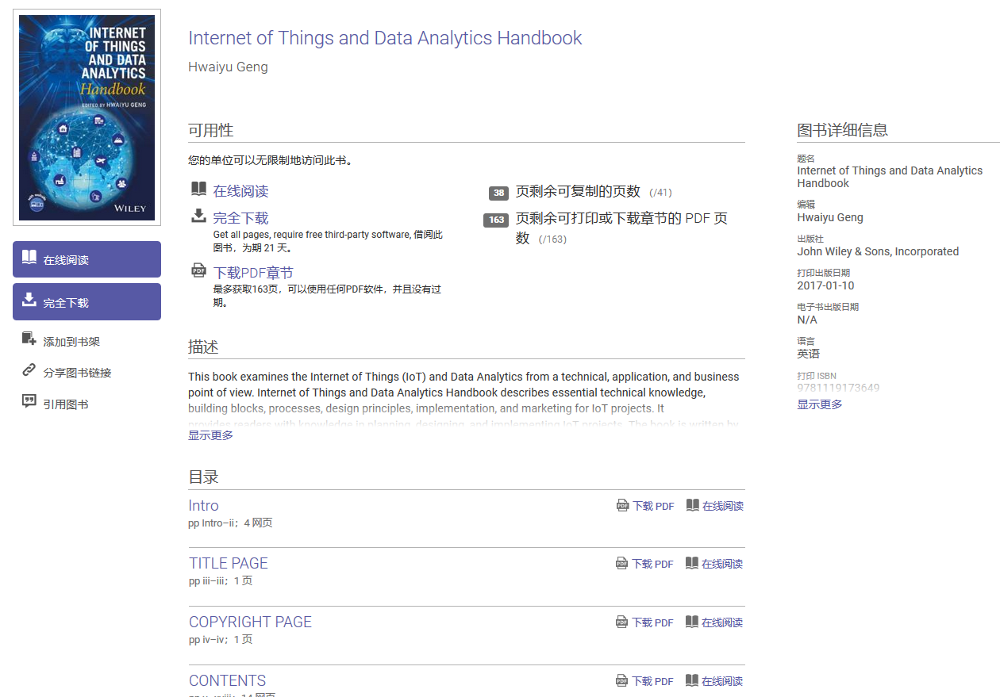 INTERNET
OF THINGS
AND DATA
ANALYTICS
Handbook
EDITED BY HWAIYU GENG
WILEY
在线阅读
完全下载
添加到书架
分享图书链接
引用图书
Internet of Things and Data Analytics Handbook
Hwaiyu Geng
可用性
您的单位可以无限制地访问此书。
在线阅读
完全下载
Get all pages, require free third-party software, 借阅此
图书，为期 21 天。
PDF
下载PDF章节
最多获取163页，可以使用任何PDF软件，并且没有过
期。
38 页剩余可复制的页数 (/41)
163 页剩余可打印或下载章节的 PDF 页
数 (/163)
描述
This book examines the Internet of Things (IoT) and Data Analytics from a technical, application, and business
point of view. Internet of Things and Data Analytics Handbook describes essential technical knowledge,
building blocks, processes, design principles, implementation, and marketing for IoT projects. It
provides readers with knowledge in planning, designing, and implementing IoT projects. The book is written by
显示更多
目录
Intro
pp Intro–ii；4 网页
PDF 下载 PDF 在线阅读
TITLE PAGE
pp iii–iii；1 页
PDF 下载 PDF 在线阅读
COPYRIGHT PAGE
pp iv–iv；1 页
PDF 下载 PDF 在线阅读
CONTENTS
PDF 下载 PDF 在线阅读
图书详细信息
题名
Internet of Things and Data Analytics
Handbook
编辑
Hwaiyu Geng
出版社
John Wiley & Sons, Incorporated
打印出版日期
2017-01-10
电子书出版日期
N/A
语言
英语
打印 ISBN
9781119173649
显示更多